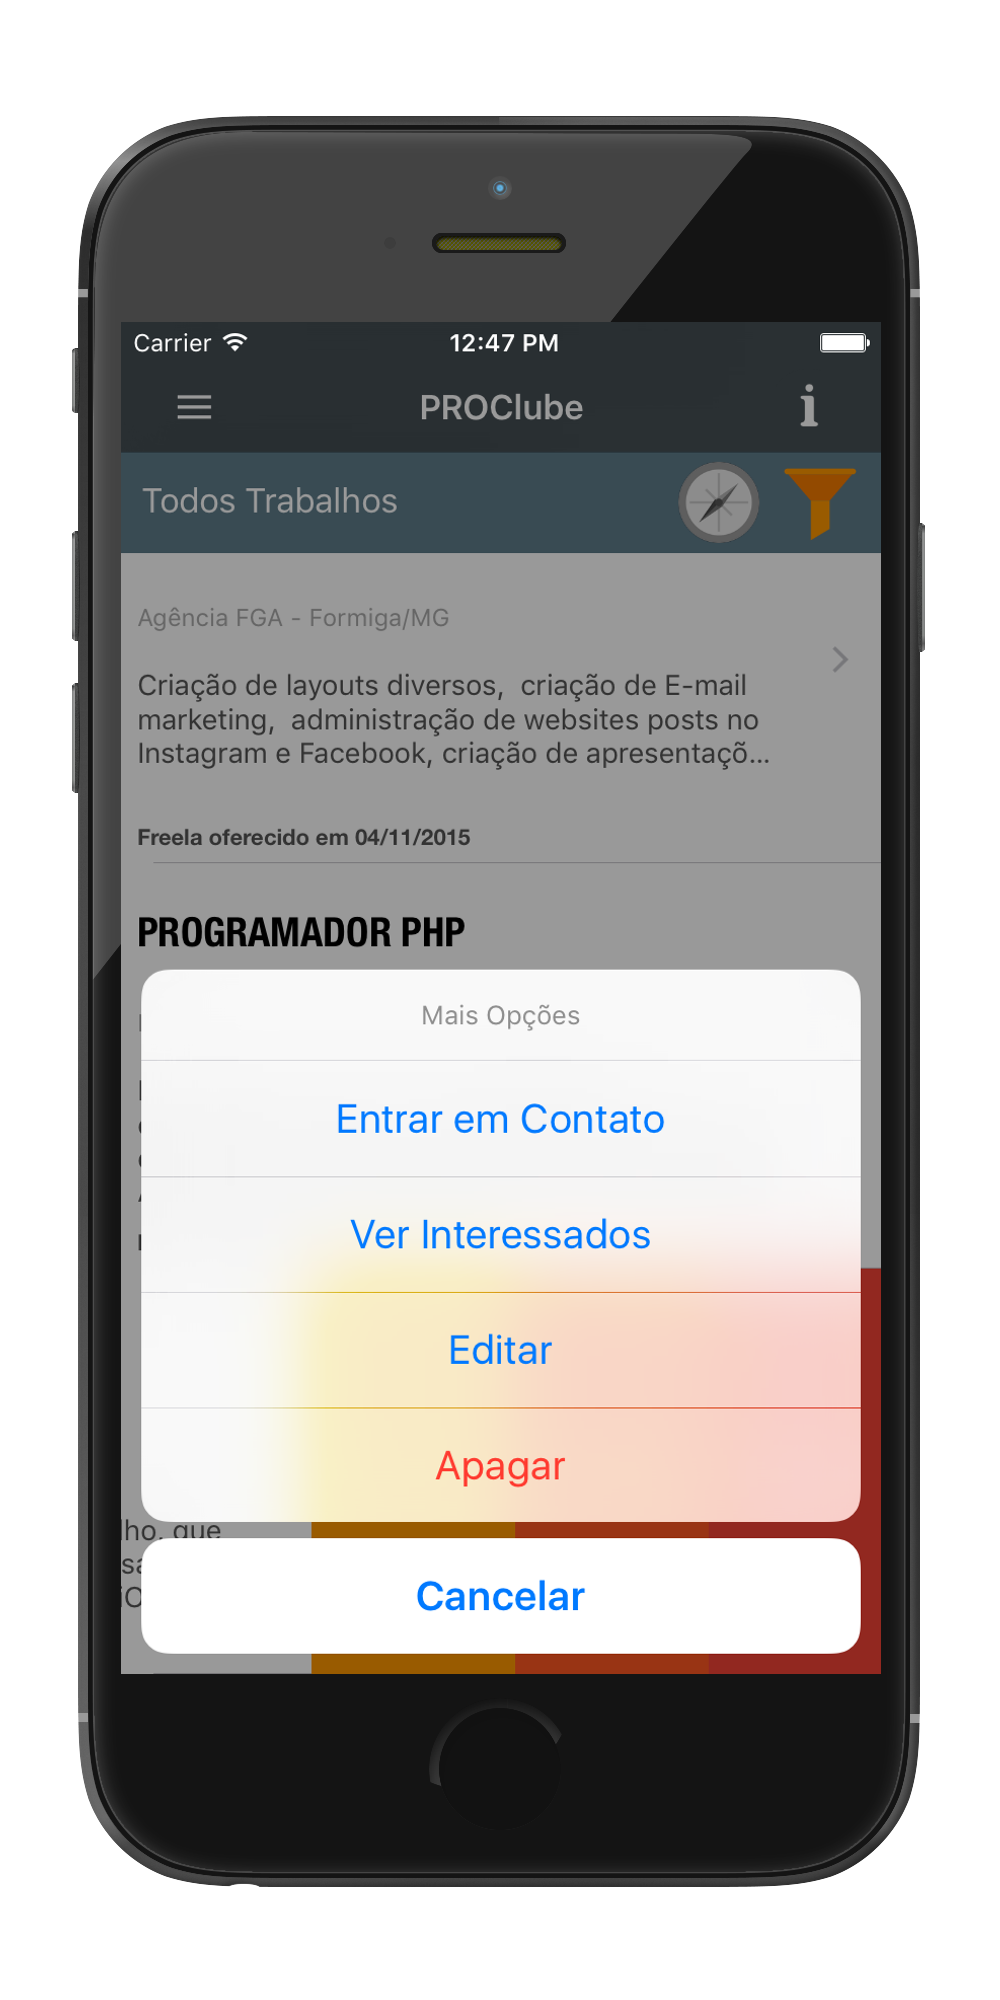 Carrier 12:47 PM
PROClube
Todos Trabalhos
Agência FGA - Formiga/MG
Criação de layouts diversos,  criação de E-mail
marketing,  administração de websites posts no
Instagram e Facebook, criação de apresentaçõ...
Freela oferecido em 04/11/2015
PROGRAMADOR PHP
Mais Opções
Entrar em Contato
Ver Interessados
Editar
Apagar
lho, que
Cancelar